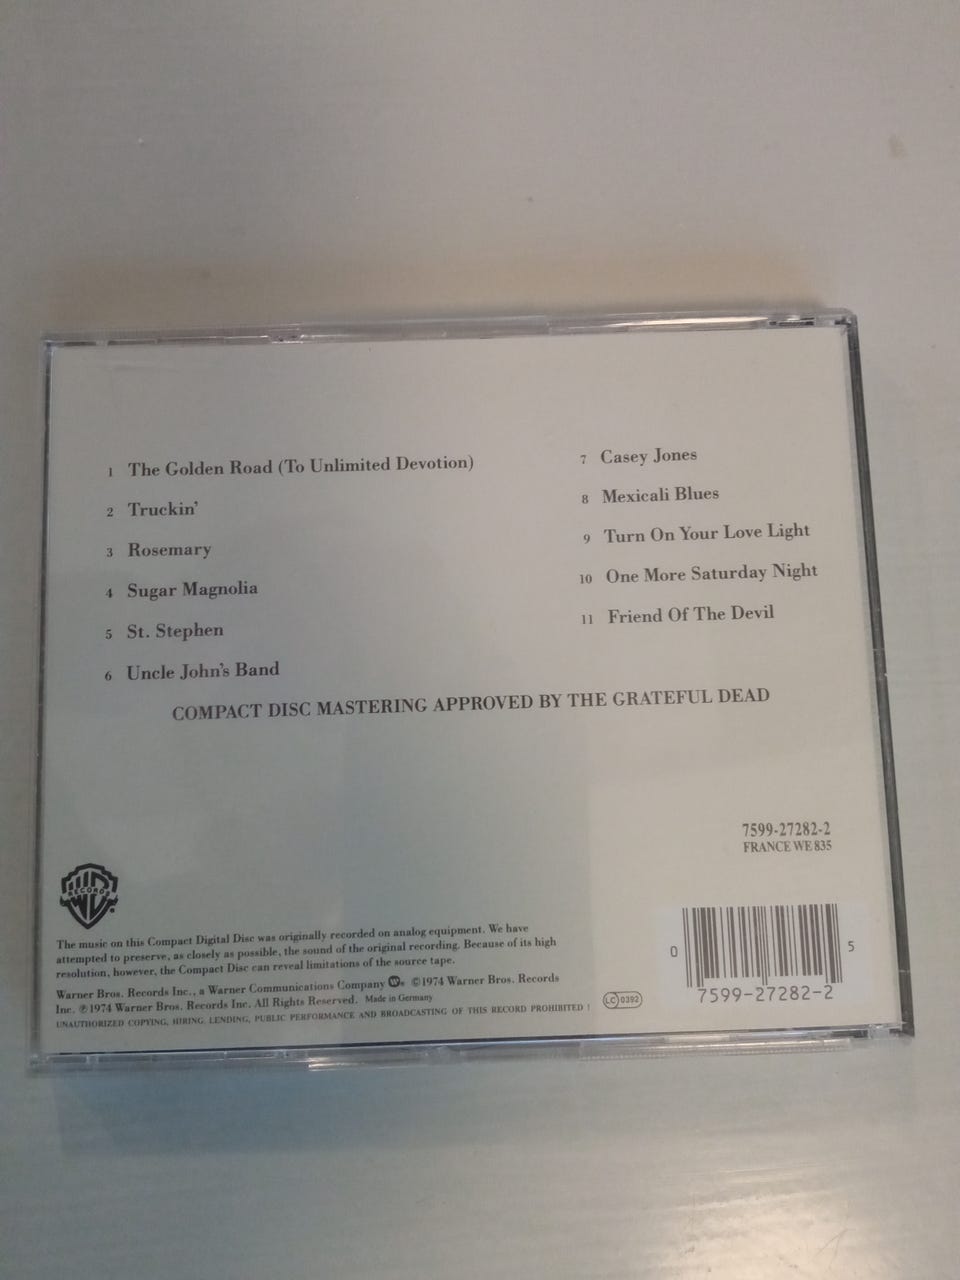 1 The Golden Road (To Unlimited Devotion)
2 Truckin'
3 Rosemary
4 Sugar Magnolia
5 St. Stephen
6 Uncle John's Band
7 Casey Jones
8 Mexicali Blues
9 Turn On Your Love Light
10 One More Saturday Night
11 Friend Of The Devil
COMPACT DISC MASTERING APPROVED BY THE GRATEFUL DEAD
7599-27282-2
FRANCE WE 835
RECORDS
The music on this Compact Digital Disc was originally recorded on analog equipment. We have
attempted to preserve, as closely as possible, the sound of the original recording. Because of its high
resolution, however, the Compact Disc can reveal limitations of the source tape.
Warner Bros. Records Inc., a Warner Communications Company ©1974 Warner Bros. Records
Inc. ℗1974 Warner Bros. Records Inc. All Rights Reserved. Made in Germany
UNAUTHORIZED COPYING, HIRING, LENDING, PUBLIC PERFORMANCE AND BROADCASTING OF THIS RECORD PROHIBITED !
LC 0392
0 5
7599-27282-2